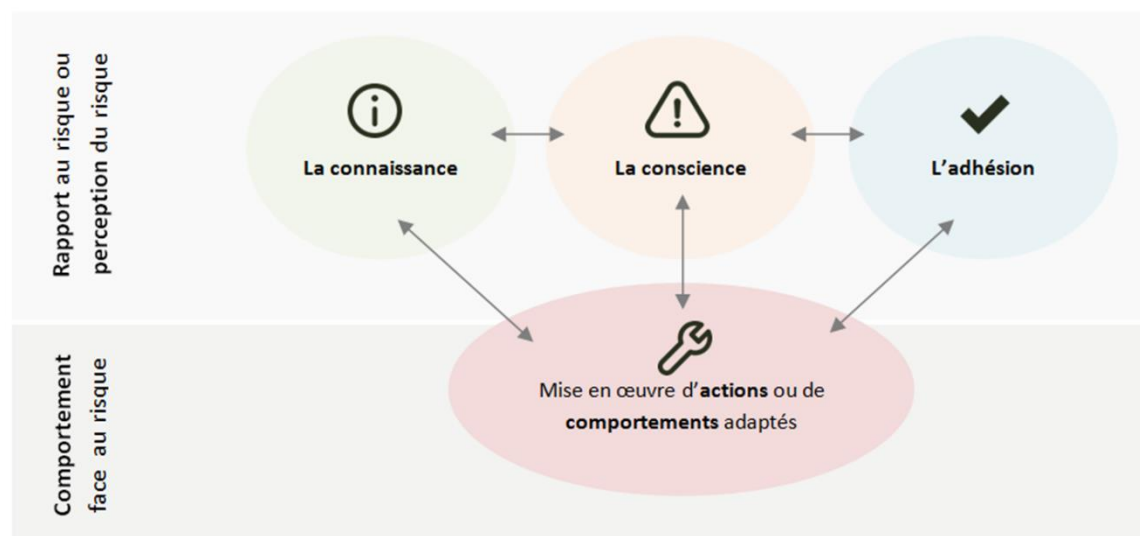 Rapport au risque ou
perception du risque
La connaissance
La conscience
L’adhésion
Comportement
face au risque
Mise en œuvre d’actions ou de
comportements adaptés